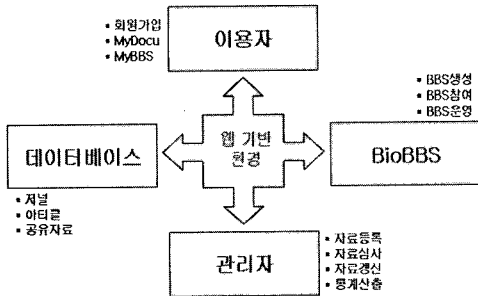 ▪ 회원가입
▪ MyDocu
▪ MyBBS
이용자
▪ BBS생성
▪ BBS참여
▪ BBS운영
데이터베이스
웹 기반
환경
BioBBS
▪ 저널
▪ 아티클
▪ 공유자료
관리자
▪ 자료등록
▪ 자료심사
▪ 자료갱신
▪ 통계산출